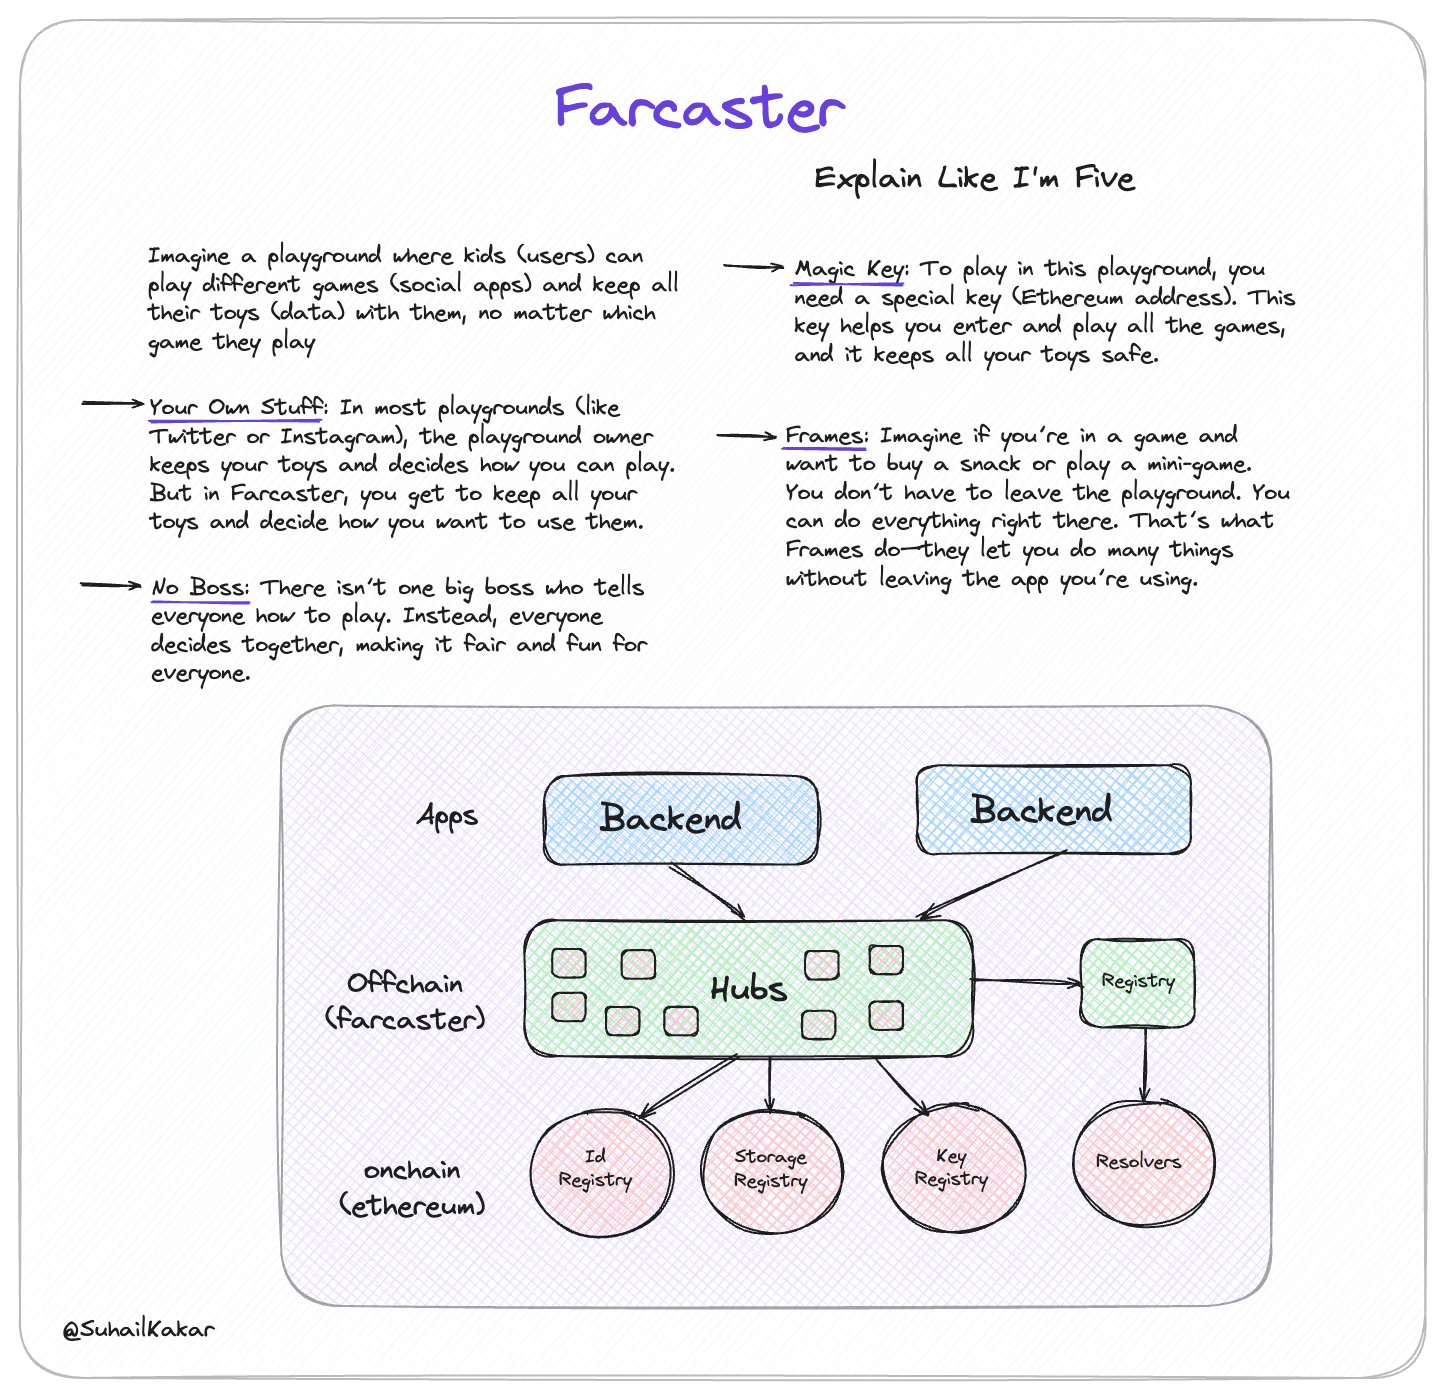 Farcaster
Explain Like I'm Five
Imagine a playground where kids (users) can
play different games (social apps) and keep all
their toys (data) with them, no matter which
game they play
Your Own Stuff: In most playgrounds (like
Twitter or Instagram), the playground owner
keeps your toys and decides how you can play.
But in Farcaster, you get to keep all your
toys and decide how you want to use them.
No Boss: There isn't one big boss who tells
everyone how to play. Instead, everyone
decides together, making it fair and fun for
everyone.
Magic Key: To play in this playground, you
need a special key (Ethereum address). This
key helps you enter and play all the games,
and it keeps all your toys safe.
Frames: Imagine if you're in a game and
want to buy a snack or play a mini-game.
You don't have to leave the playground. You
can do everything right there. That's what
Frames do—they let you do many things
without leaving the app you're using.
Apps
Backend
Backend
Offchain
(farcaster)
Hubs
Registry
onchain
(ethereum)
Id
Registry
Storage
Registry
Key
Registry
Resolvers
@SuhailKakar